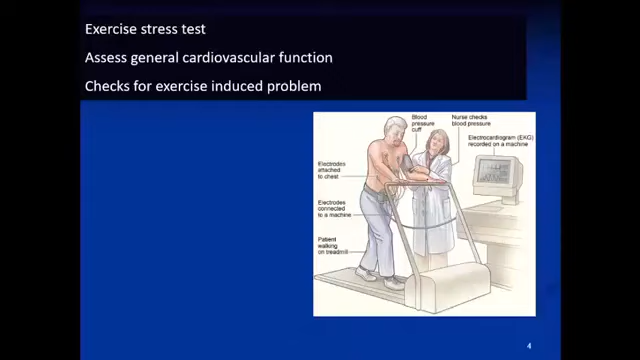 Exercise stress test
Assess general cardiovascular function
Checks for exercise induced problem
Blood
pressure
cuff
Nurse checks
blood pressure
Electrocardiogram (EKG)
recorded on a machine
Electrodes
attached
to chest
Electrodes
connected
to a machine
Patient
walking
on treadmill
4